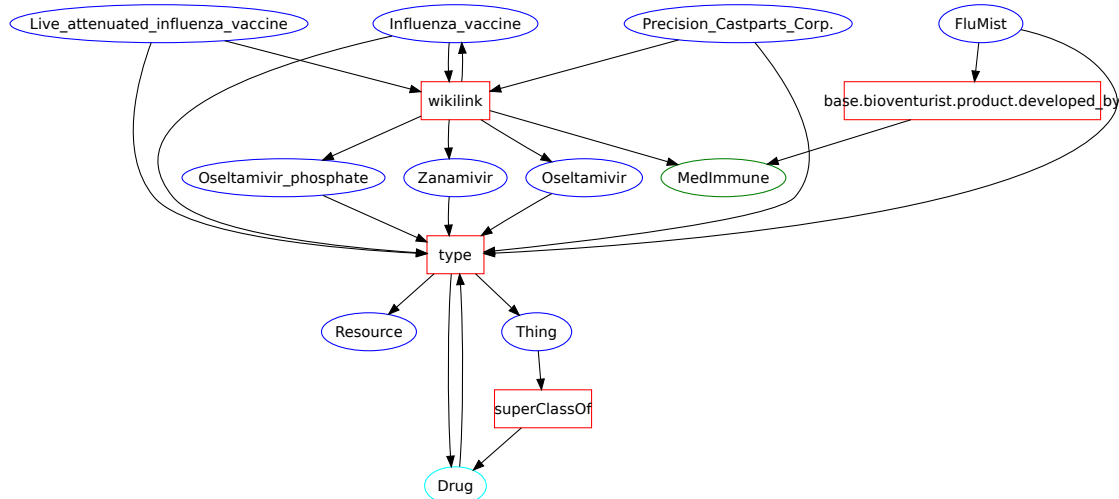 Live_attenuated_influenza_vaccine
Influenza_vaccine
Precision_Castparts_Corp.
FluMist
wikilink
base.bioventurist.product.developed_by
Oseltamivir_phosphate
Zanamivir
Oseltamivir
MedImmune
type
Resource
Thing
superClassOf
Drug